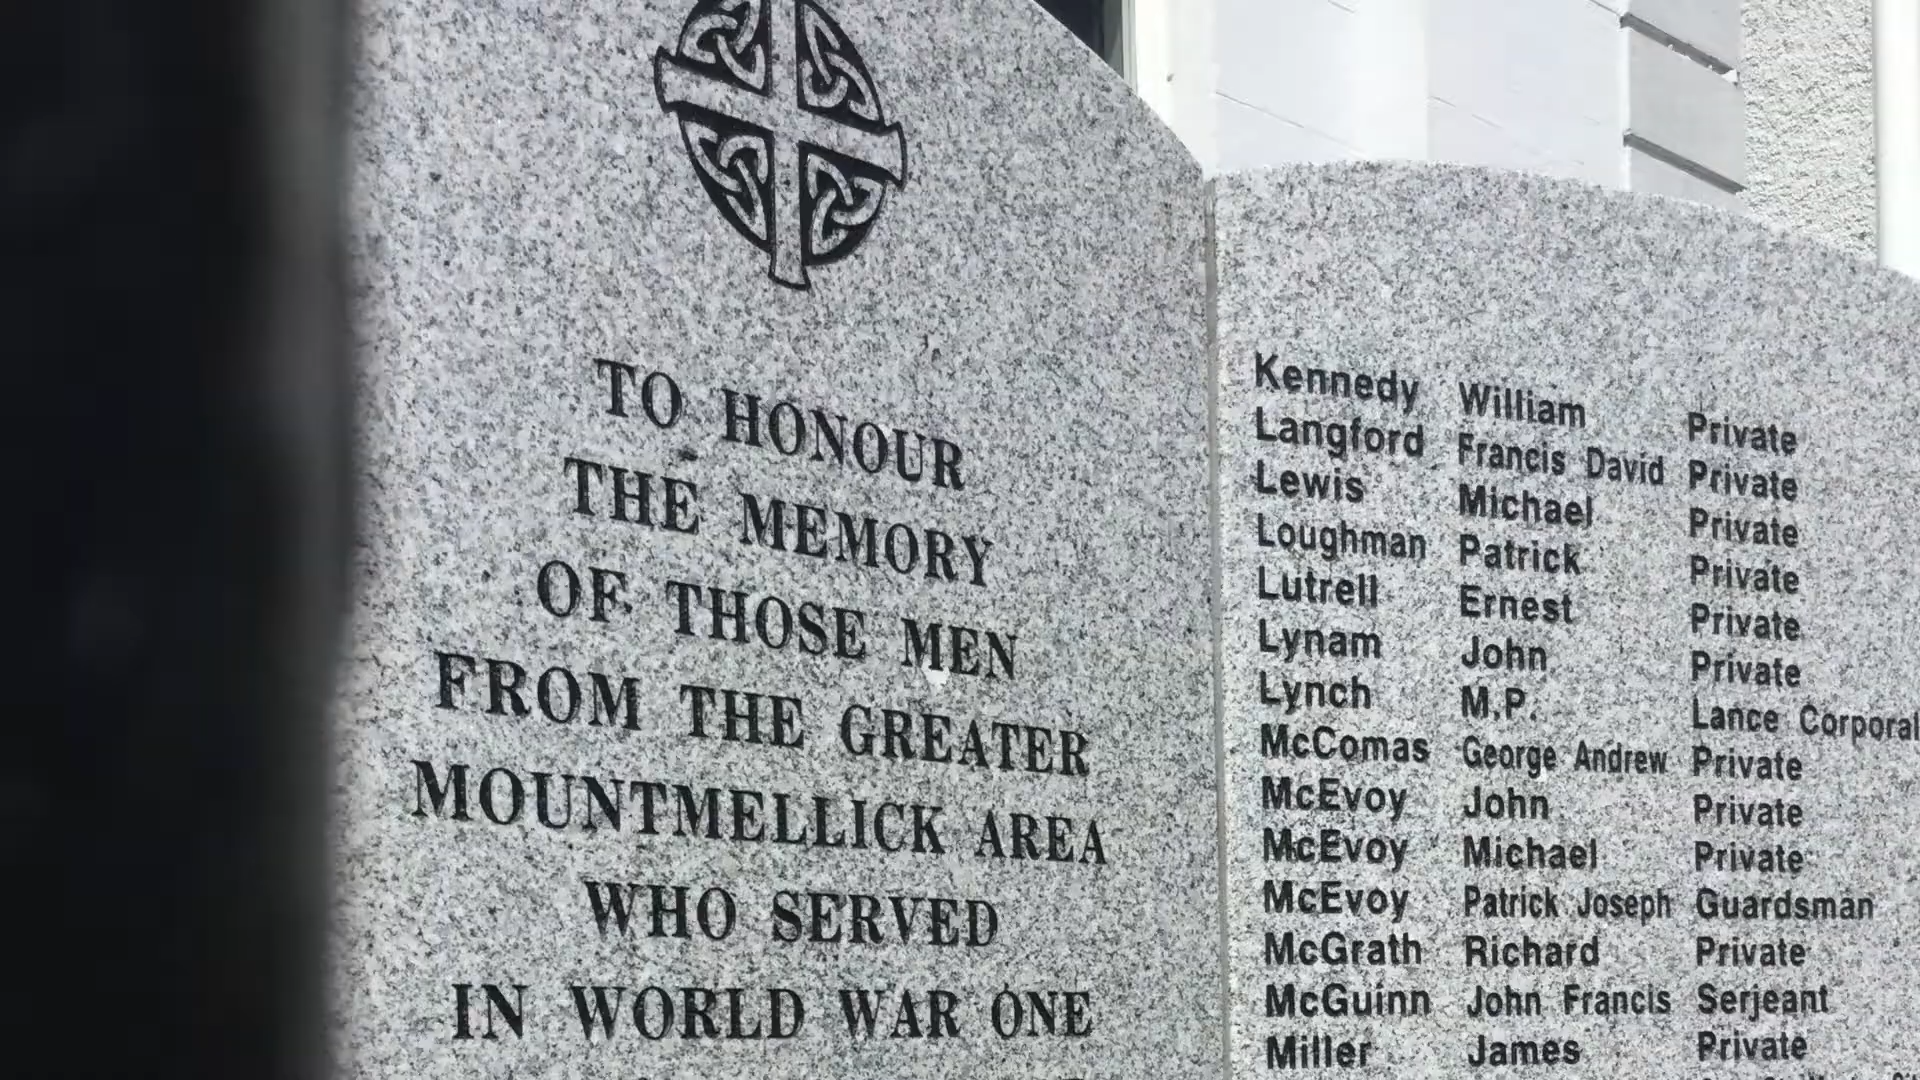 TO HONOUR
THE MEMORY
OF THOSE MEN
FROM THE GREATER
MOUNTMELLICK AREA
WHO SERVED
IN WORLD WAR ONE
Kennedy William Private
Langford Francis David Private
Lewis Michael Private
Loughman Patrick Private
Lutrell Ernest Private
Lynam John Private
Lynch M.P. Lance Corporal
McComas George Andrew Private
McEvoy John Private
McEvoy Michael Private
McEvoy Patrick Joseph Guardsman
McGrath Richard Private
McGuinn John Francis Serjeant
Miller James Private